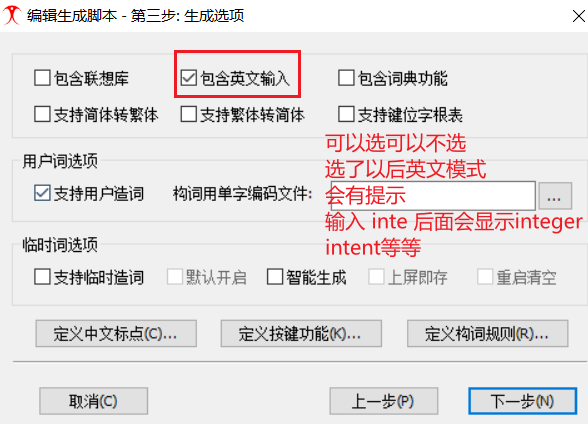 编辑生成脚本 - 第三步: 生成选项
包含联想库 包含英文输入 包含词典功能
支持简体转繁体 支持繁体转简体 支持键位字根表
可以选可以不选
选了以后英文模式
会有提示
输入 inte 后面会显示integer
intent等等
用户词选项
支持用户造词 构词用单字编码文件: ...
临时词选项
支持临时造词 默认开启 智能生成 上屏即存 重启清空
定义中文标点(C)... 定义按键功能(K)... 定义构词规则(R)...
取消(C) 上一步(P) 下一步(N)